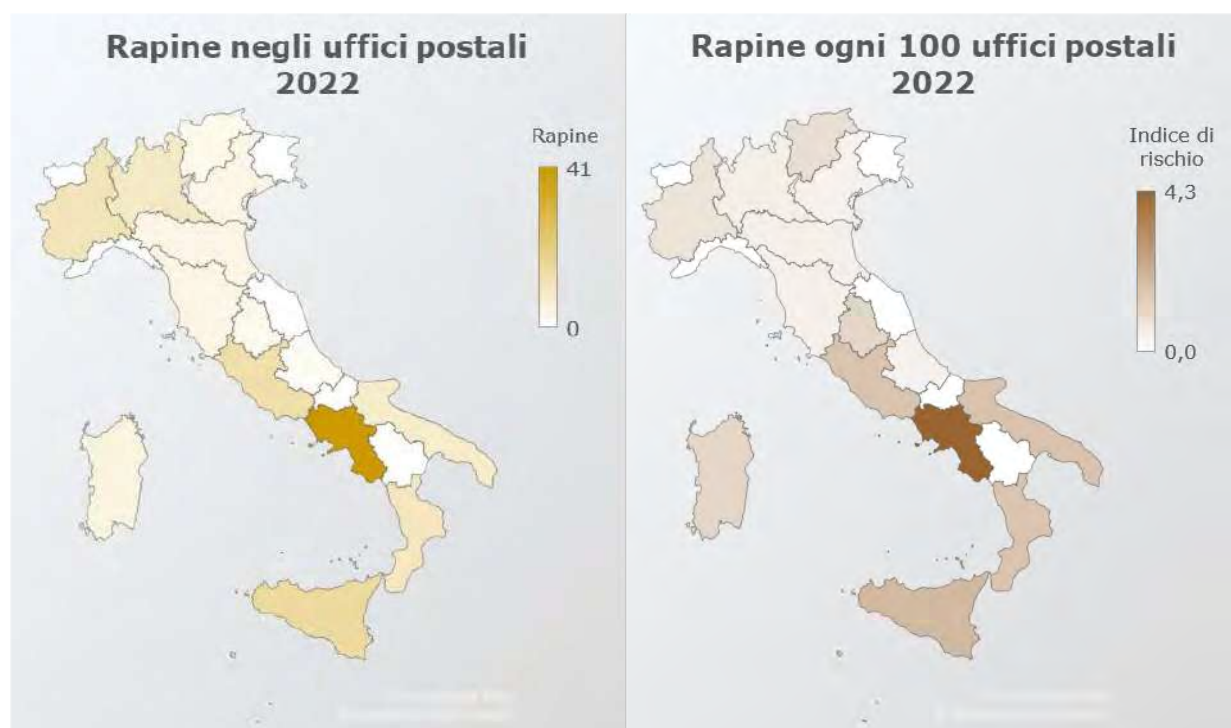 Rapine negli uffici postali
2022
Rapine
41
0
Rapine ogni 100 uffici postali
2022
Indice di
rischio
4,3
0,0